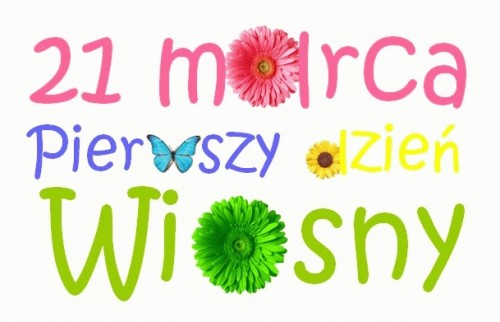 21 marca
Pierwszy dzień
Wiosny